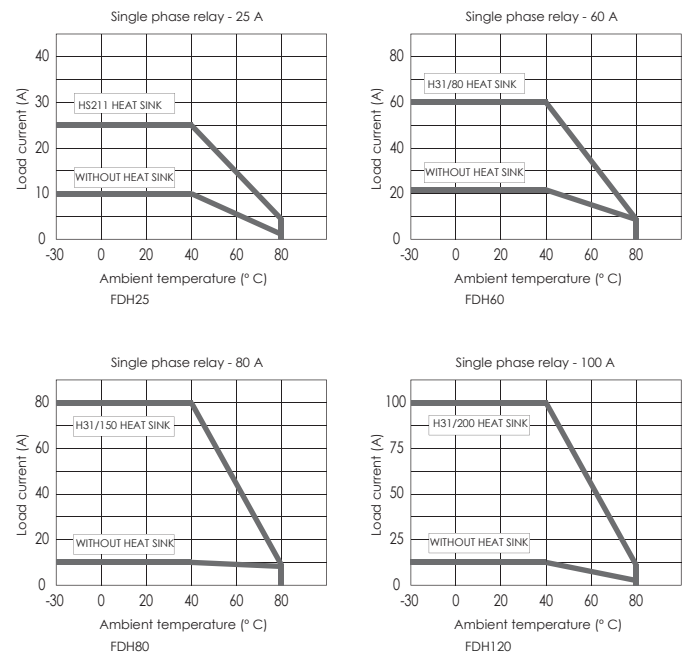 Single phase relay - 25 A
40
30
20
10
0
Load current (A)
HS211 HEAT SINK
WITHOUT HEAT SINK
-30 0 20 40 60 80
Ambient temperature (° C)
FDH25
Single phase relay - 60 A
80
60
40
20
0
Load current (A)
H31/80 HEAT SINK
WITHOUT HEAT SINK
-30 0 20 40 60 80
Ambient temperature (° C)
FDH60
Single phase relay - 80 A
80
60
40
20
0
Load current (A)
H31/150 HEAT SINK
WITHOUT HEAT SINK
-30 0 20 40 60 80
Ambient temperature (° C)
FDH80
Single phase relay - 100 A
100
75
50
25
0
Load current (A)
H31/200 HEAT SINK
WITHOUT HEAT SINK
-30 0 20 40 60 80
Ambient temperature (° C)
FDH120